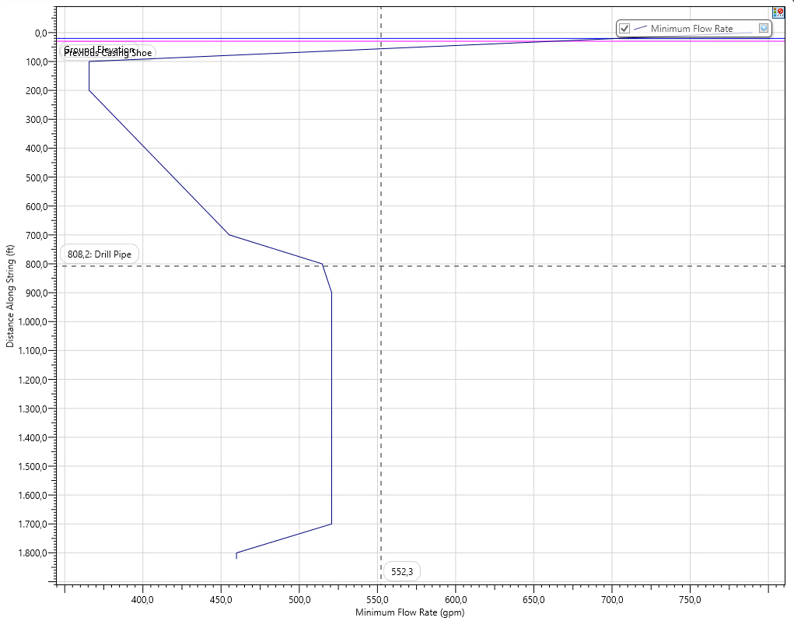 Minimum Flow Rate
0,0
Ground Elevation
Previous Casing Shoe
100,0
200,0
300,0
400,0
500,0
600,0
700,0
808,2: Drill Pipe
800,0
900,0
1.000,0
1.100,0
1.200,0
1.300,0
1.400,0
1.500,0
1.600,0
1.700,0
1.800,0
Distance Along String (ft)
552,3
400,0 450,0 500,0 550,0 600,0 650,0 700,0 750,0
Minimum Flow Rate (gpm)